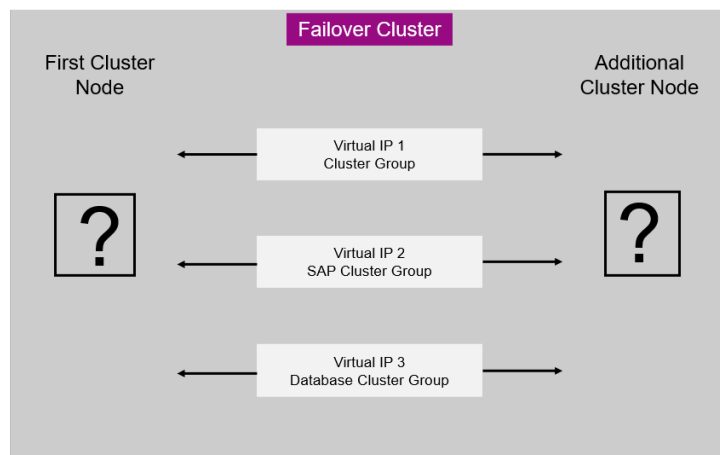 Failover Cluster
First Cluster
Node
Additional
Cluster Node
Virtual IP 1
Cluster Group
?
?
Virtual IP 2
SAP Cluster Group
Virtual IP 3
Database Cluster Group